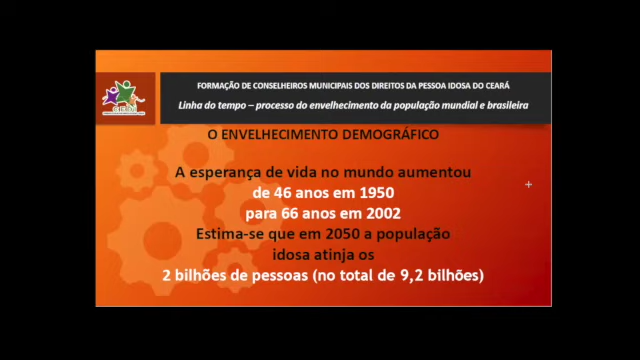 FORMAÇÃO DE CONSELHEIROS MUNICIPAIS DOS DIREITOS DA PESSOA IDOSA DO CEARÁ
Linha do tempo – processo do envelhecimento da população mundial e brasileira
O ENVELHECIMENTO DEMOGRÁFICO
A esperança de vida no mundo aumentou
de 46 anos em 1950
para 66 anos em 2002
Estima-se que em 2050 a população
idosa atinja os
2 bilhões de pessoas (no total de 9,2 bilhões)